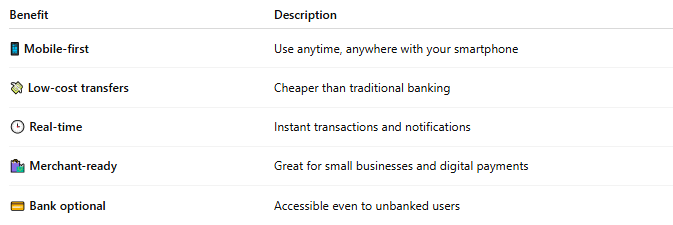 Benefit Description
Mobile-first Use anytime, anywhere with your smartphone
Low-cost transfers Cheaper than traditional banking
Real-time Instant transactions and notifications
Merchant-ready Great for small businesses and digital payments
Bank optional Accessible even to unbanked users